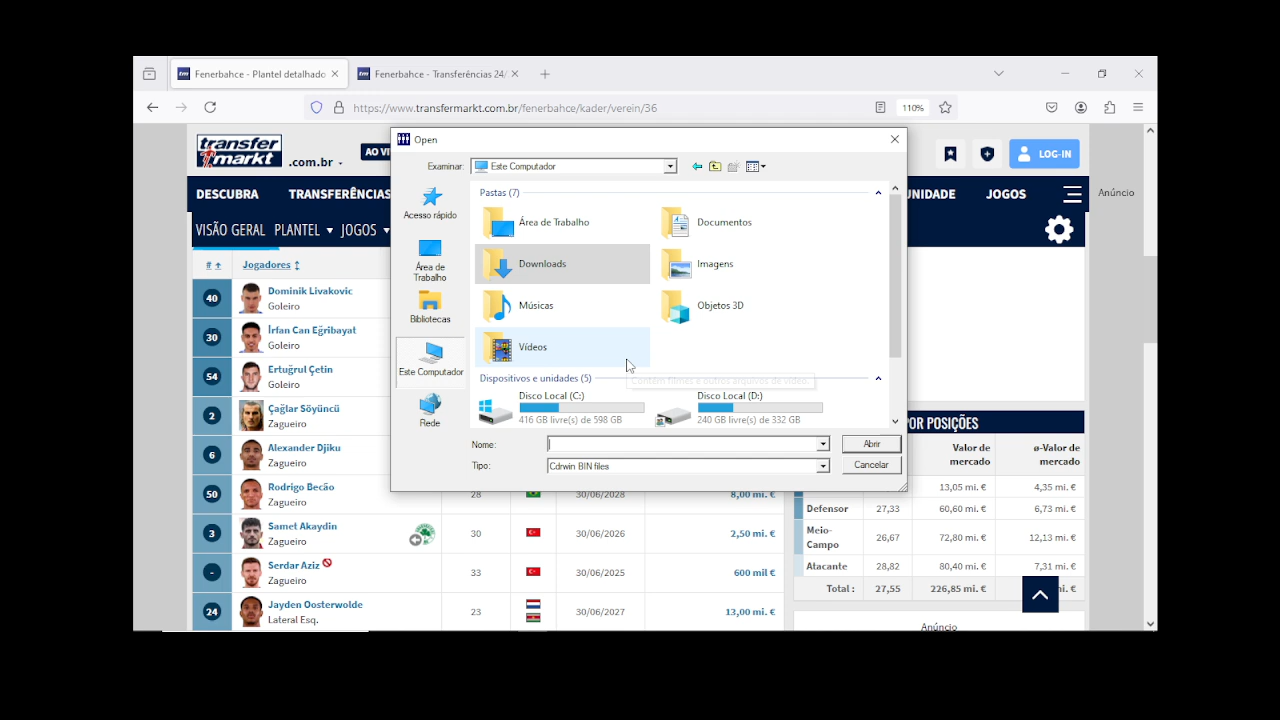 Fenerbahce - Plantel detalhado
Fenerbahce - Transferências 24/
https://www.transfermarkt.com.br/fenerbahce/kader/verein/36
110%
transfer
markt
.com.br
AO VI
LOG-IN
DESCUBRA
TRANSFERÊNCIAS
UNIDADE
JOGOS
Anúncio
VISÃO GERAL
PLANTEL
JOGOS
#
Jogadores
40
Dominik Livakovic
Goleiro
30
İrfan Can Eğribayat
Goleiro
54
Ertuğrul Çetin
Goleiro
2
Çağlar Söyüncü
Zagueiro
6
Alexander Djiku
Zagueiro
50
Rodrigo Becão
Zagueiro
28
30/06/2028
8,00 mi. €
3
Samet Akaydin
Zagueiro
30
30/06/2026
2,50 mi. €
-
Serdar Aziz
Zagueiro
33
30/06/2025
600 mil €
24
Jayden Oosterwolde
Lateral Esq.
23
30/06/2027
13,00 mi. €
Open
Examinar:
Este Computador
Acesso rápido
Área de
Trabalho
Bibliotecas
Este Computador
Rede
Pastas (7)
Área de Trabalho
Documentos
Downloads
Imagens
Músicas
Objetos 3D
Vídeos
Contém filmes e outros arquivos de vídeo.
Dispositivos e unidades (5)
Disco Local (C:)
416 GB livre(s) de 598 GB
Disco Local (D:)
240 GB livre(s) de 332 GB
Nome:
Abrir
Tipo:
Cdrwin BIN files
Cancelar
POR POSIÇÕES
Valor de
mercado
ø-Valor de
mercado
13,05 mi. €
4,35 mi. €
Defensor
27,33
60,60 mi. €
6,73 mi. €
Meio-
Campo
26,67
72,80 mi. €
12,13 mi. €
Atacante
28,82
80,40 mi. €
7,31 mi. €
Total :
27,55
226,85 mi. €
i. €
Anúncio